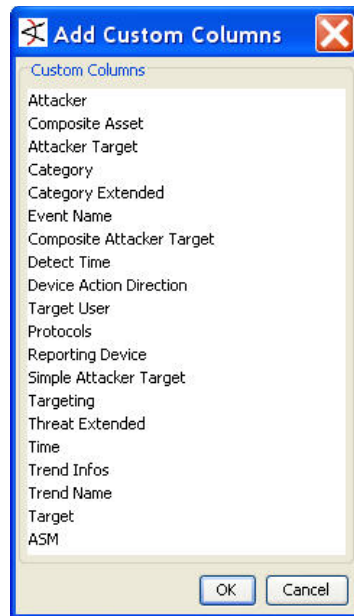 Add Custom Columns
Custom Columns
Attacker
Composite Asset
Attacker Target
Category
Category Extended
Event Name
Composite Attacker Target
Detect Time
Device Action Direction
Target User
Protocols
Reporting Device
Simple Attacker Target
Targeting
Threat Extended
Time
Trend Infos
Trend Name
Target
ASM
OK Cancel